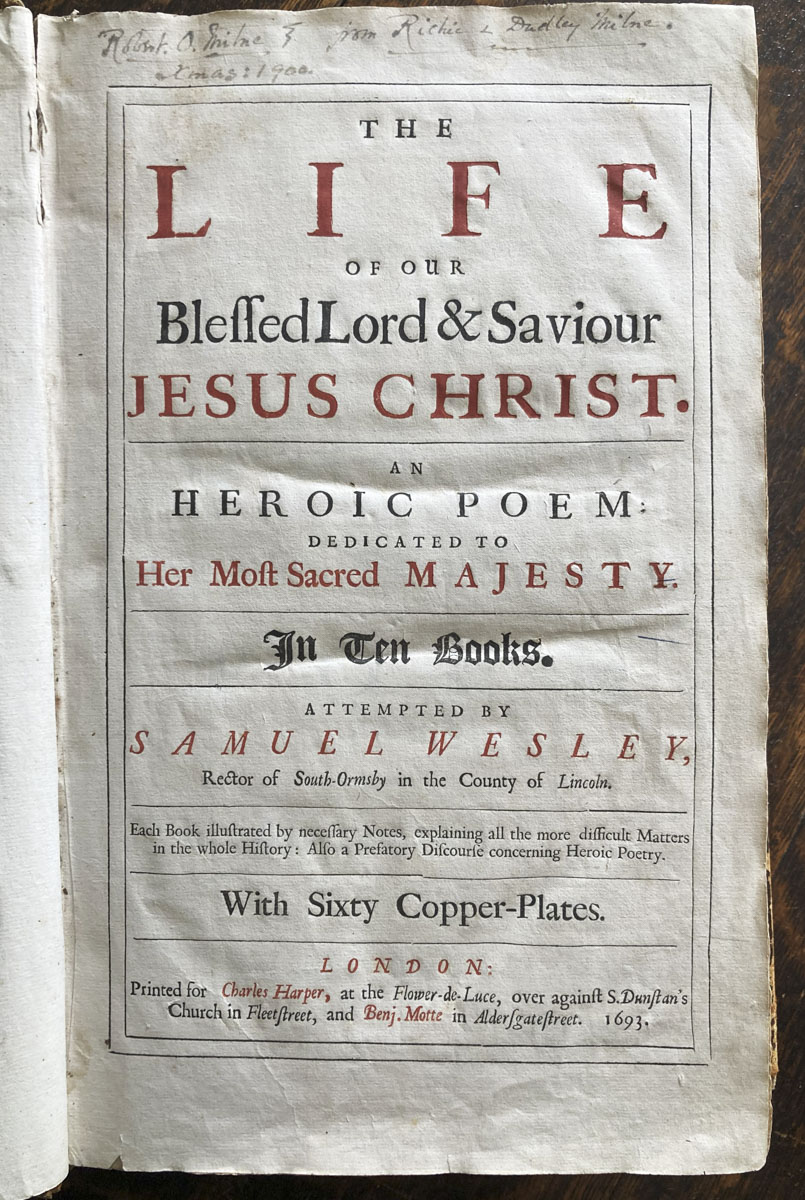 Robert. O. Milne, from Richie & Dudley Milne.
Xmas: 1900.
THE
LIFE
OF OUR
Bleſſed Lord & Saviour
JESUS CHRIST.
AN
HEROIC POEM:
DEDICATED TO
Her Moſt Sacred MAJESTY.
In Ten Books.
ATTEMPTED BY
SAMUEL WESLEY,
Rector of South-Ormsby in the County of Lincoln.
Each Book illuſtrated by neceſſary Notes, explaining all the more difficult Matters
in the whole Hiſtory: Alſo a Prefatory Diſcourſe concerning Heroic Poetry.
With Sixty Copper-Plates.
LONDON:
Printed for Charles Harper, at the Flower-de-Luce, over againſt S. Dunſtan's
Church in Fleetſtreet, and Benj. Motte in Alderſgateſtreet. 1693.